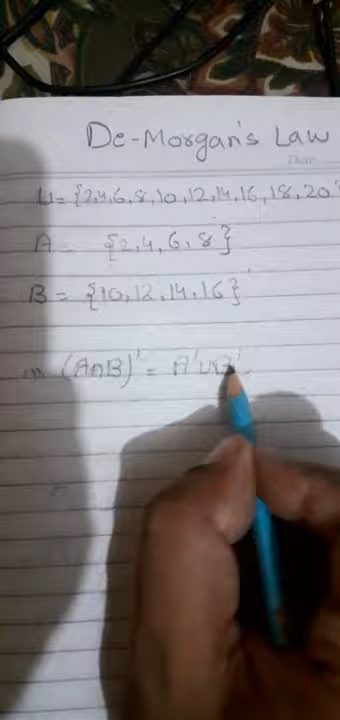 De-Morgan's Law
U = {2,4,6,8,10,12,14,16,18,20}
A = {2,4,6,8}
B = {10,12,14,16}
(A∩B)' = A'∪B'